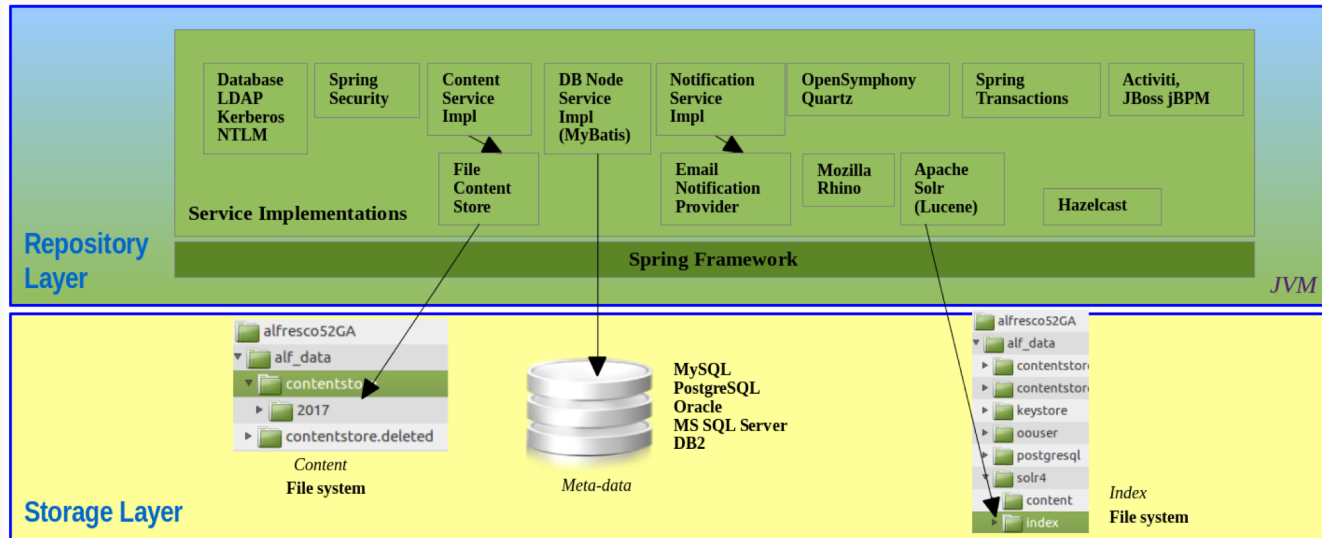 Database
LDAP
Kerberos
NTLM
Spring
Security
Content
Service
Impl
DB Node
Service
Impl
(MyBatis)
Notification
Service
Impl
OpenSymphony
Quartz
Spring
Transactions
Activiti,
JBoss jBPM
File
Content
Store
Email
Notification
Provider
Mozilla
Rhino
Apache
Solr
(Lucene)
Hazelcast
Service Implementations
Spring Framework
Repository
Layer
JVM
alfresco52GA
alf_data
contentsto
2017
contentstore.deleted
Content
File system
MySQL
PostgreSQL
Oracle
MS SQL Server
DB2
Meta-data
alfresco52GA
alf_data
contentstore
contentstore
keystore
oouser
postgresql
solr4
content
index
Index
File system
Storage Layer